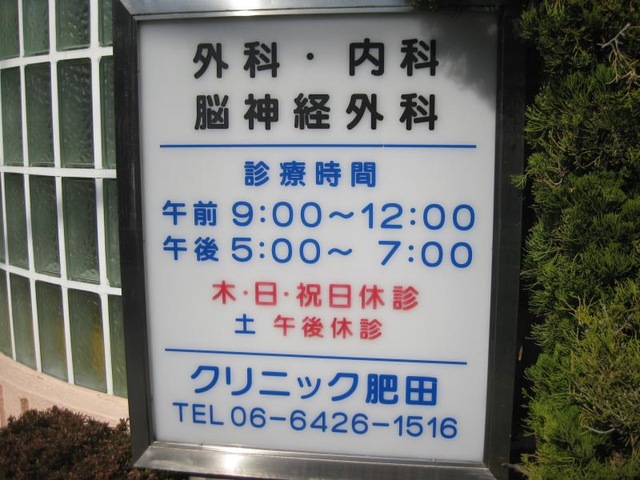 外科・内科
脳神経外科
診療時間
午前 9:00〜12:00
午後 5:00〜 7:00
木・日・祝日休診
土 午後休診
クリニック肥田
TEL 06-6426-1516